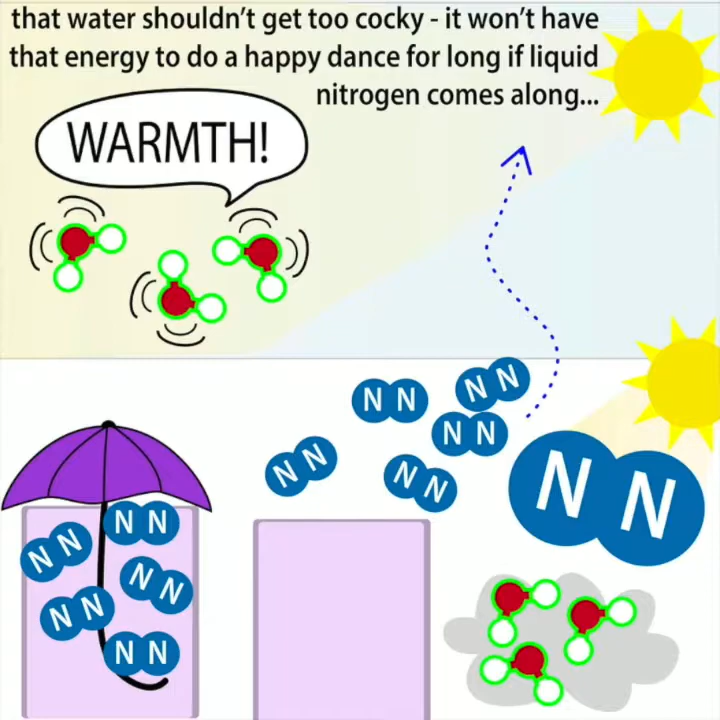 that water shouldn't get too cocky - it won't have
that energy to do a happy dance for long if liquid
nitrogen comes along...
WARMTH!
N N
N N
N N
N N
N N
N N
N N
N N
N N
N N
N N